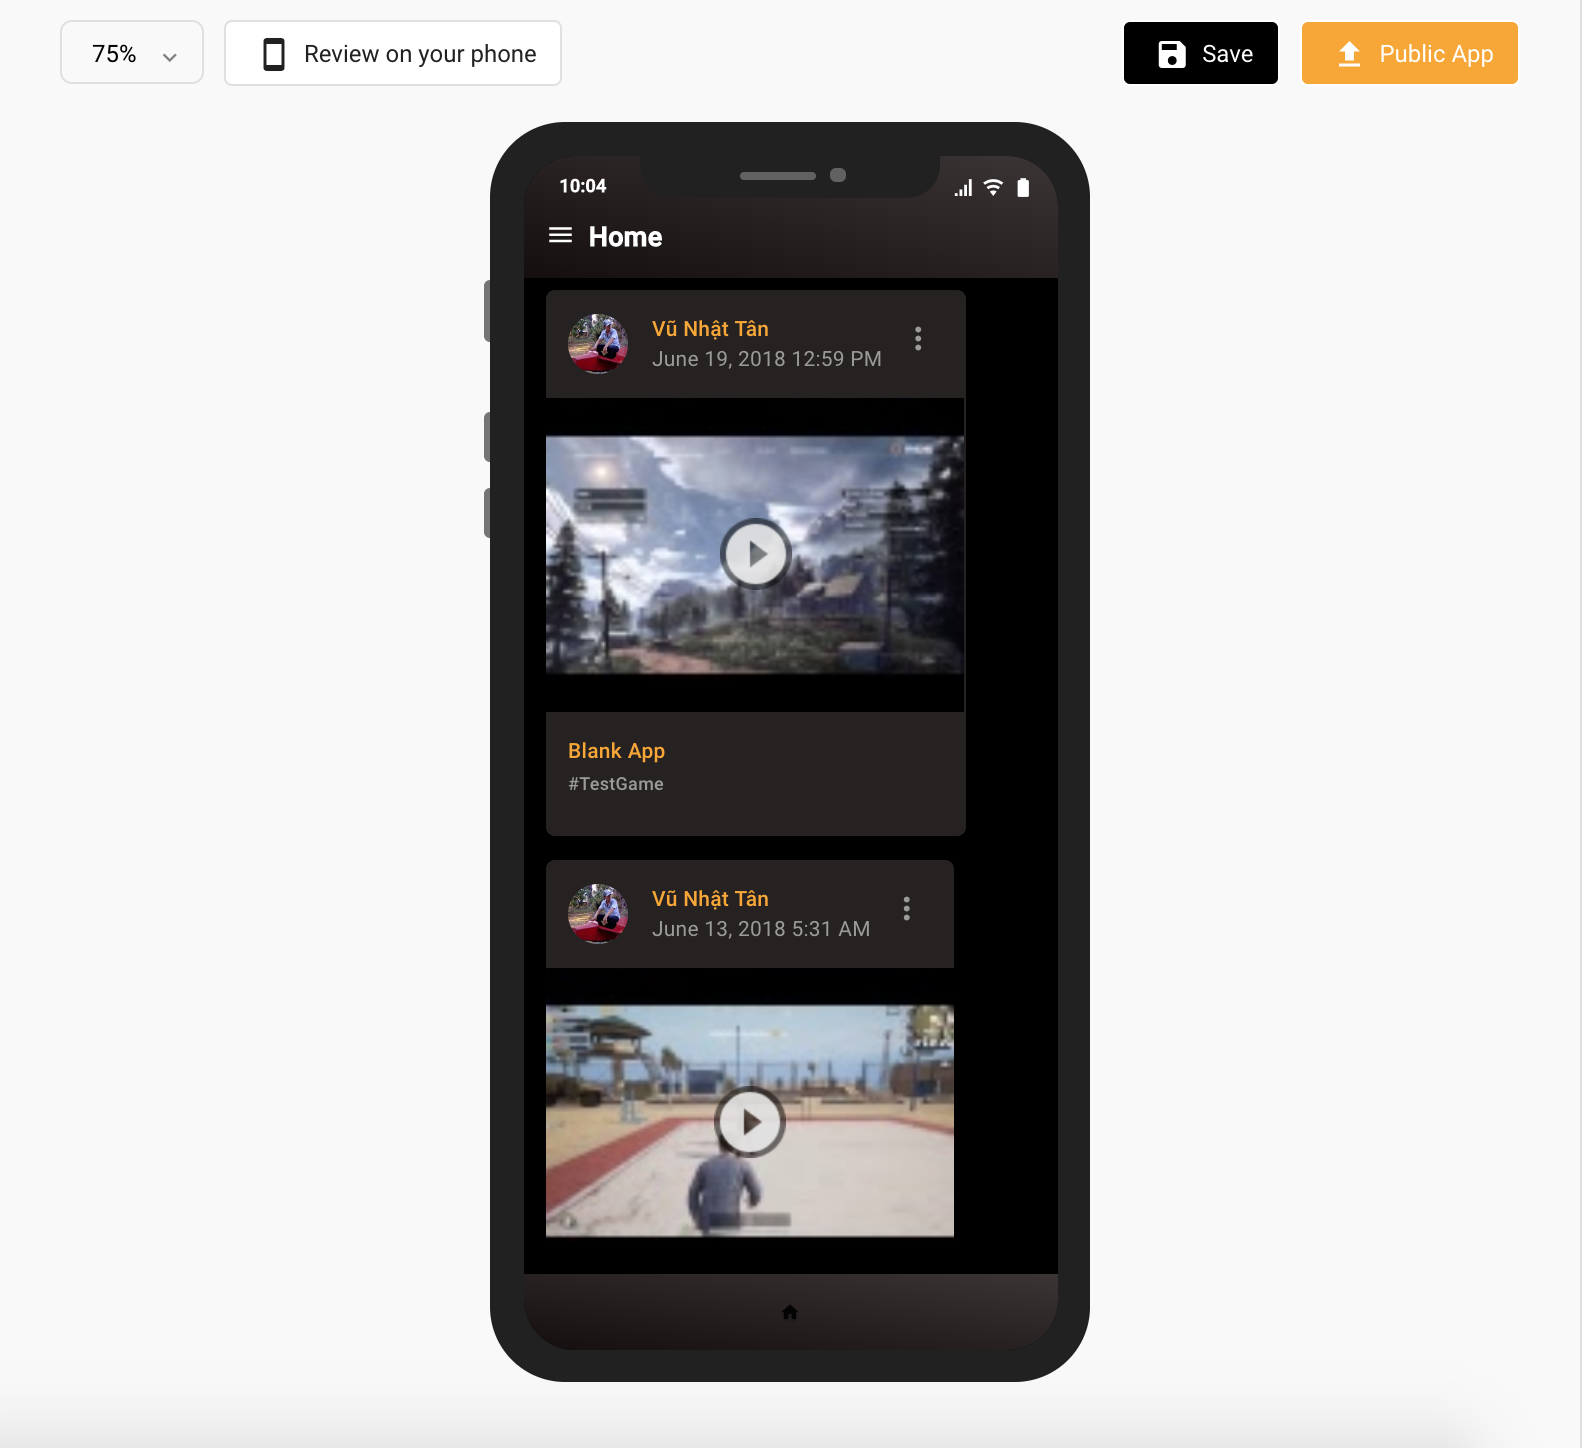 75%
Review on your phone
Save
Public App
10:04
Home
Vũ Nhật Tân
June 19, 2018 12:59 PM
Blank App
#TestGame
Vũ Nhật Tân
June 13, 2018 5:31 AM